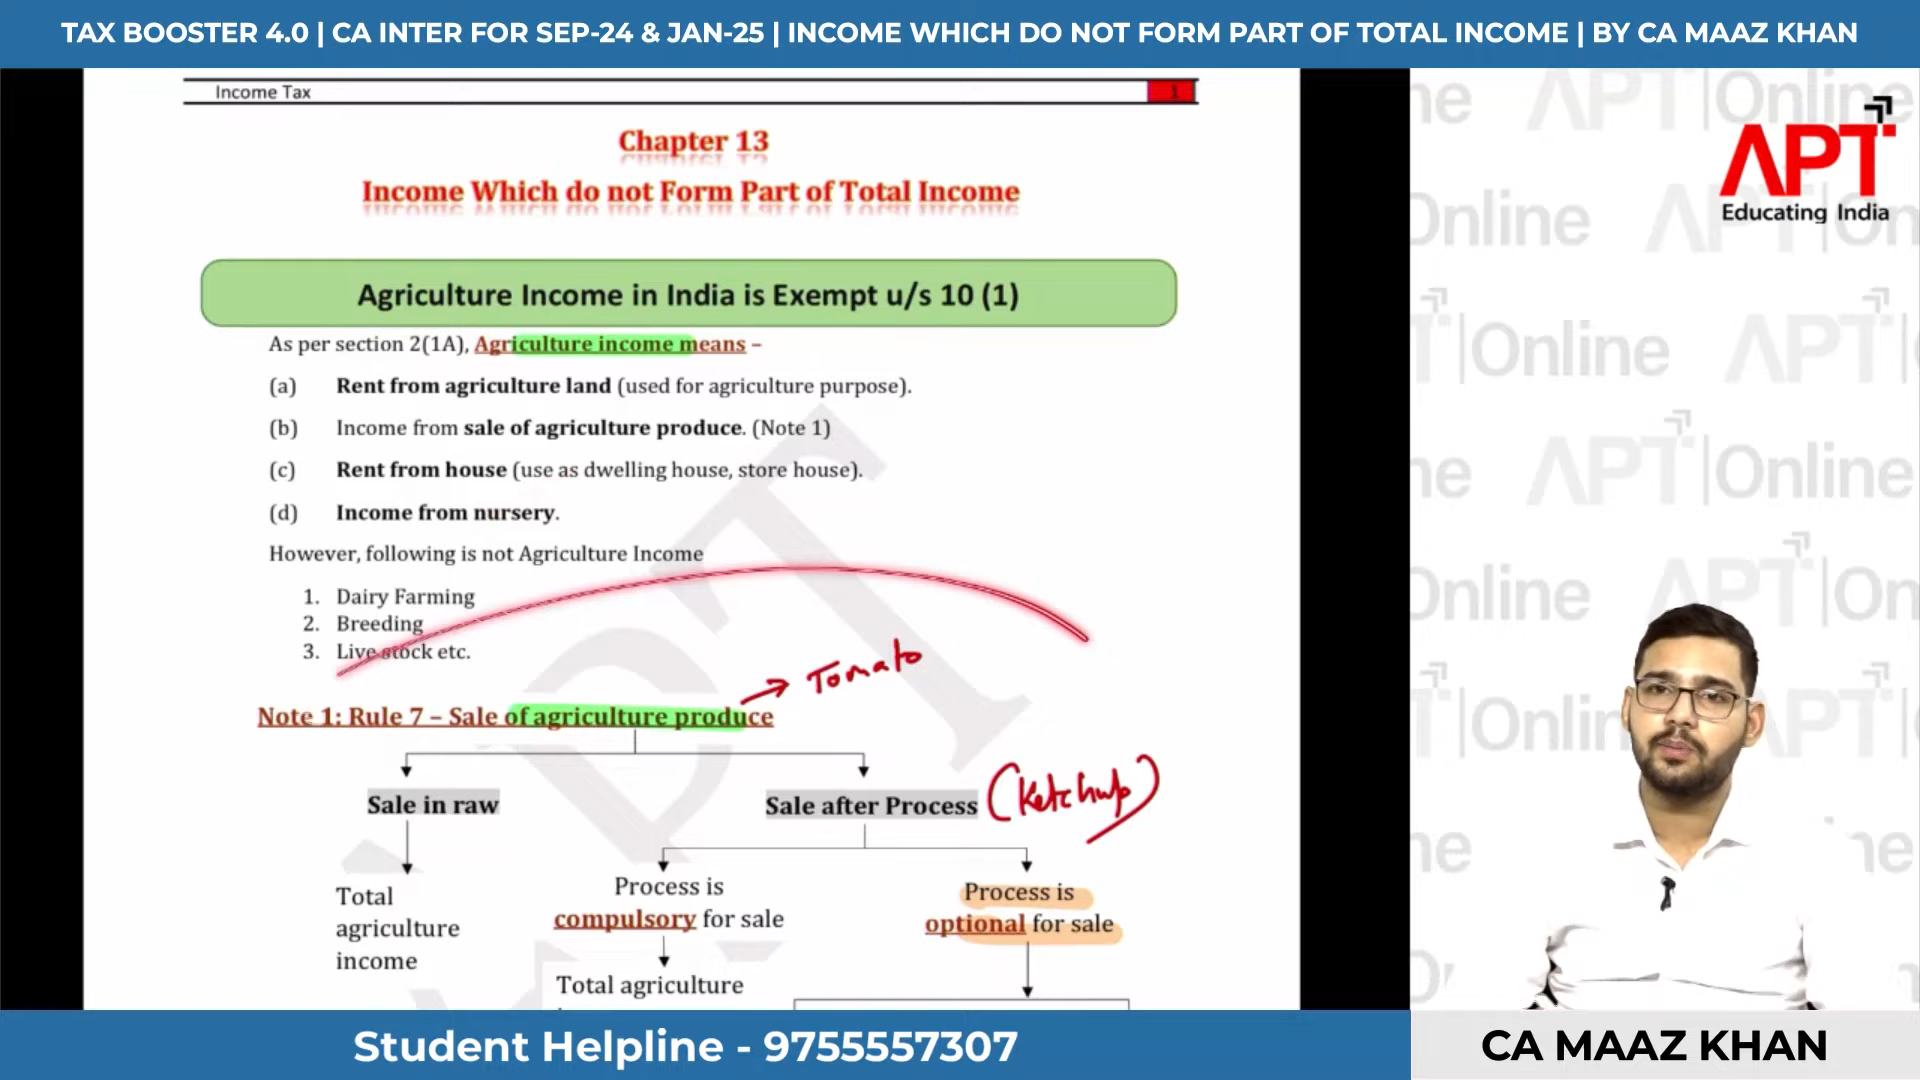 TAX BOOSTER 4.0 | CA INTER FOR SEP-24 & JAN-25 | INCOME WHICH DO NOT FORM PART OF TOTAL INCOME | BY CA MAAZ KHAN
Income Tax
1
Chapter 13
Income Which do not Form Part of Total Income
Agriculture Income in India is Exempt u/s 10 (1)
As per section 2(1A), Agriculture income means –
(a) Rent from agriculture land (used for agriculture purpose).
(b) Income from sale of agriculture produce. (Note 1)
(c) Rent from house (use as dwelling house, store house).
(d) Income from nursery.
However, following is not Agriculture Income
1. Dairy Farming
2. Breeding
3. Live stock etc.
→ Tomato
Note 1: Rule 7 – Sale of agriculture produce
Sale in raw
Sale after Process
(Ketchup)
Total
agriculture
income
Process is
compulsory for sale
Total agriculture
Process is
optional for sale
APT
Educating India
APT|Online
Student Helpline - 9755557307
CA MAAZ KHAN